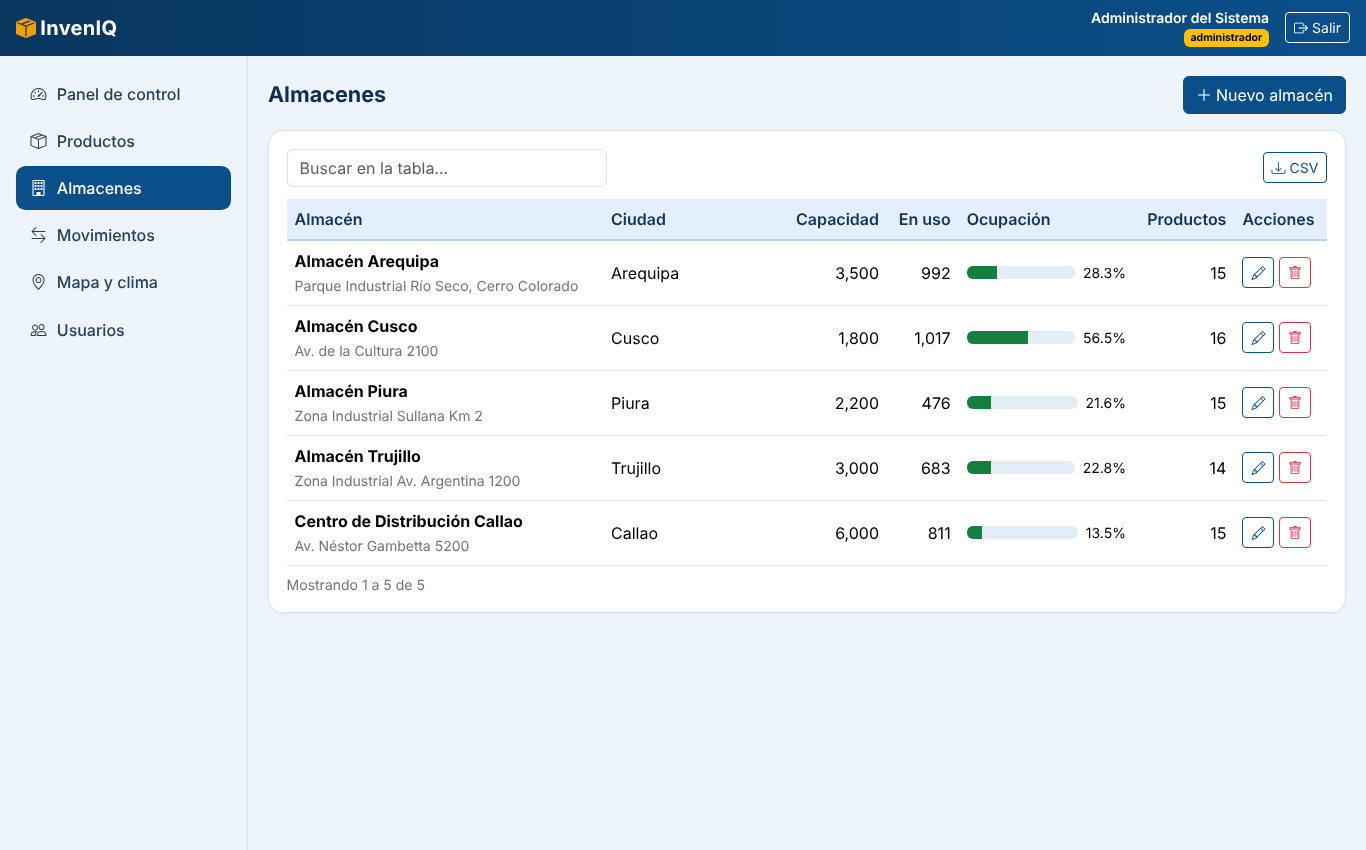 InvenIQ
Administrador del Sistema
administrador
Salir
Panel de control
Productos
Almacenes
Movimientos
Mapa y clima
Usuarios
Almacenes
Nuevo almacén
Buscar en la tabla...
CSV
Almacén Ciudad Capacidad En uso Ocupación Productos Acciones
Almacén Arequipa
Parque Industrial Río Seco, Cerro Colorado
Arequipa 3,500 992 28.3% 15
Almacén Cusco
Av. de la Cultura 2100
Cusco 1,800 1,017 56.5% 16
Almacén Piura
Zona Industrial Sullana Km 2
Piura 2,200 476 21.6% 15
Almacén Trujillo
Zona Industrial Av. Argentina 1200
Trujillo 3,000 683 22.8% 14
Centro de Distribución Callao
Av. Néstor Gambetta 5200
Callao 6,000 811 13.5% 15
Mostrando 1 a 5 de 5